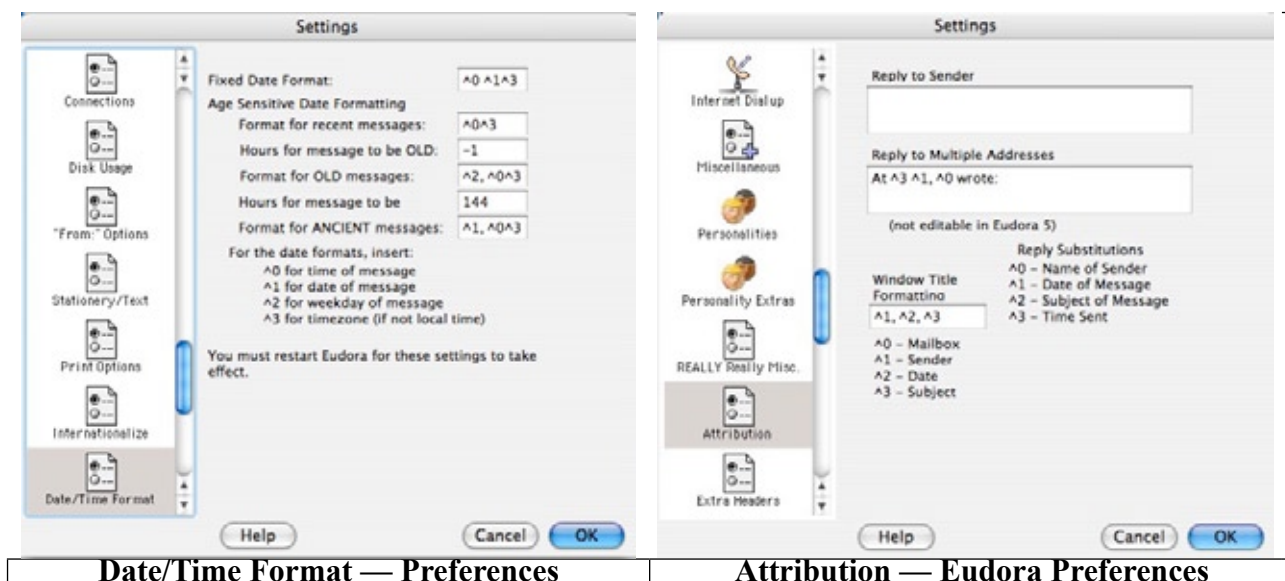 Settings
Connections
Disk Usage
"From:" Options
Stationery/Text
Print Options
Internationalize
Date/Time Format
Fixed Date Format: ^0 ^1^3
Age Sensitive Date Formatting
Format for recent messages: ^0^3
Hours for message to be OLD: -1
Format for OLD messages: ^2, ^0^3
Hours for message to be 144
Format for ANCIENT messages: ^1, ^0^3
For the date formats, insert:
^0 for time of message
^1 for date of message
^2 for weekday of message
^3 for timezone (if not local time)
You must restart Eudora for these settings to take
effect.
Help Cancel OK
Date/Time Format — Preferences
Settings
Internet Dialup
Miscellaneous
Personalities
Personality Extras
REALLY Really Misc.
Attribution
Extra Headers
Reply to Sender
Reply to Multiple Addresses
At ^3 ^1, ^0 wrote:
(not editable in Eudora 5)
Reply Substitutions
^0 - Name of Sender
^1 - Date of Message
^2 - Subject of Message
^3 - Time Sent
Window Title
Formatting
^1, ^2, ^3
^0 - Mailbox
^1 - Sender
^2 - Date
^3 - Subject
Help Cancel OK
Attribution — Eudora Preferences